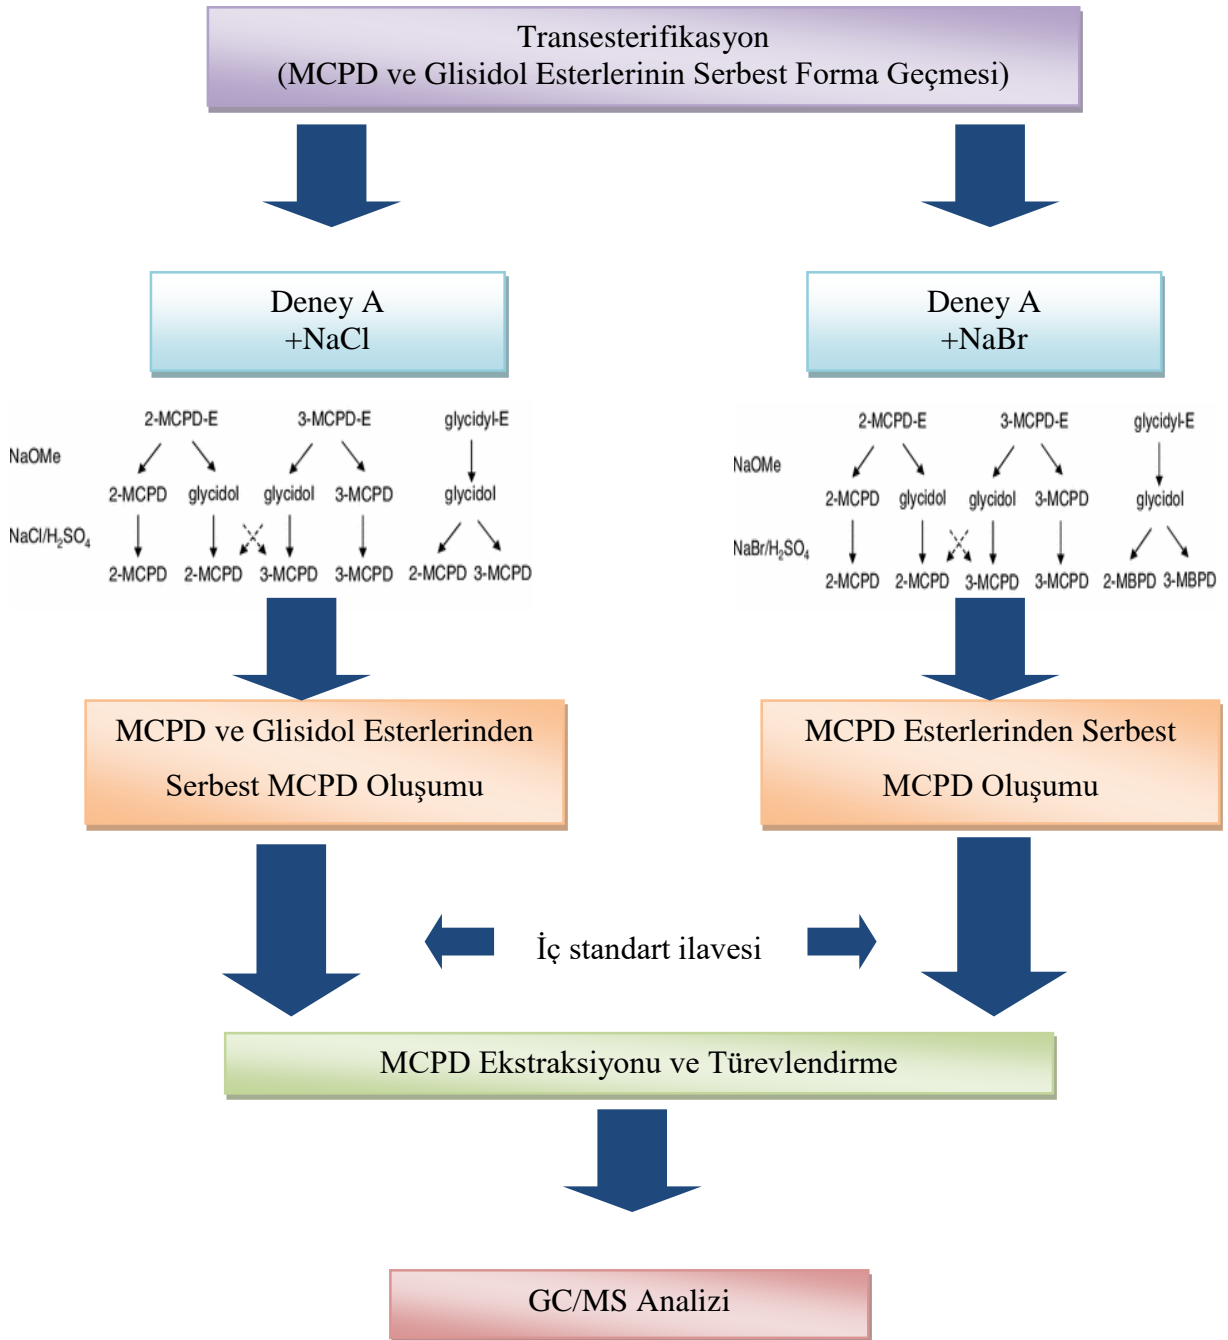 Transesterifikasyon
(MCPD ve Glisidol Esterlerinin Serbest Forma Geçmesi)
Deney A
+NaCl
Deney A
+NaBr
2-MCPD-E 3-MCPD-E glycidyl-E
NaOMe
2-MCPD glycidol glycidol 3-MCPD glycidol
NaCl/H₂SO₄
2-MCPD 2-MCPD 3-MCPD 3-MCPD 2-MCPD 3-MCPD
2-MCPD-E 3-MCPD-E glycidyl-E
NaOMe
2-MCPD glycidol glycidol 3-MCPD glycidol
NaBr/H₂SO₄
2-MCPD 2-MCPD 3-MCPD 3-MCPD 2-MBPD 3-MBPD
MCPD ve Glisidol Esterlerinden
Serbest MCPD Oluşumu
MCPD Esterlerinden Serbest
MCPD Oluşumu
İç standart ilavesi
MCPD Ekstraksiyonu ve Türevlendirme
GC/MS Analizi